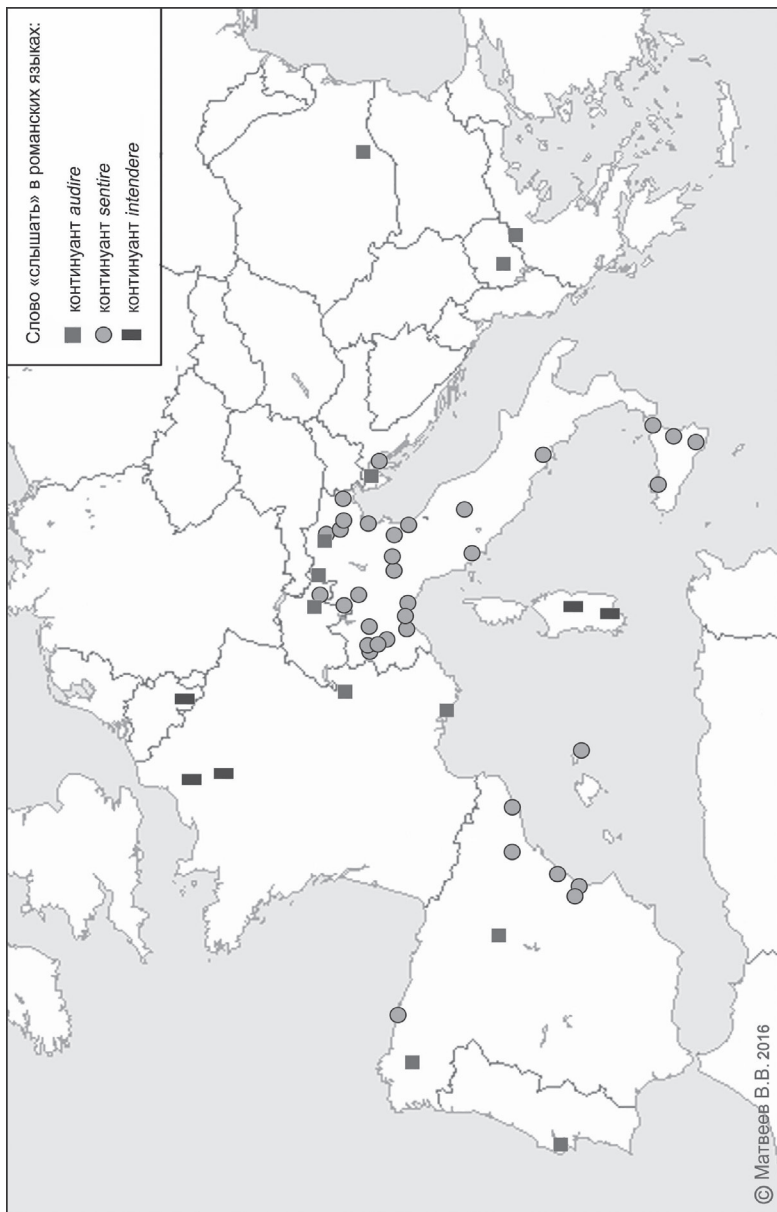 Слово «слышать» в романских языках:
континуант audire
континуант sentire
континуант intendere
© Матвеев В.В. 2016